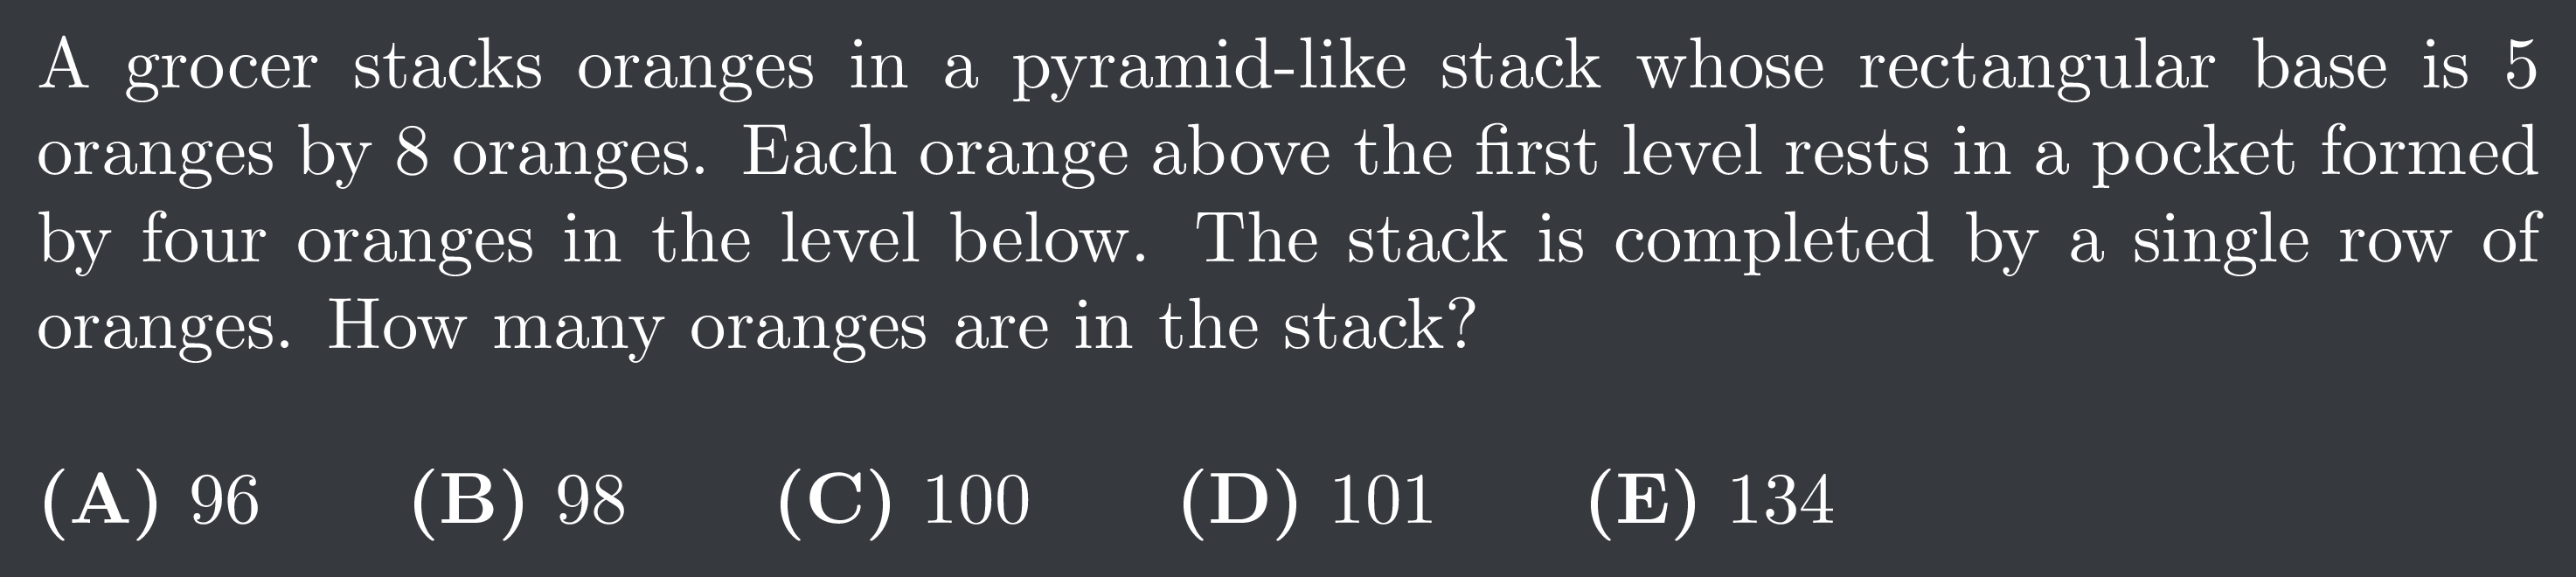 A grocer stacks oranges in a pyramid-like stack whose rectangular base is 5
oranges by 8 oranges. Each orange above the first level rests in a pocket formed
by four oranges in the level below. The stack is completed by a single row of
oranges. How many oranges are in the stack?
(A) 96 (B) 98 (C) 100 (D) 101 (E) 134